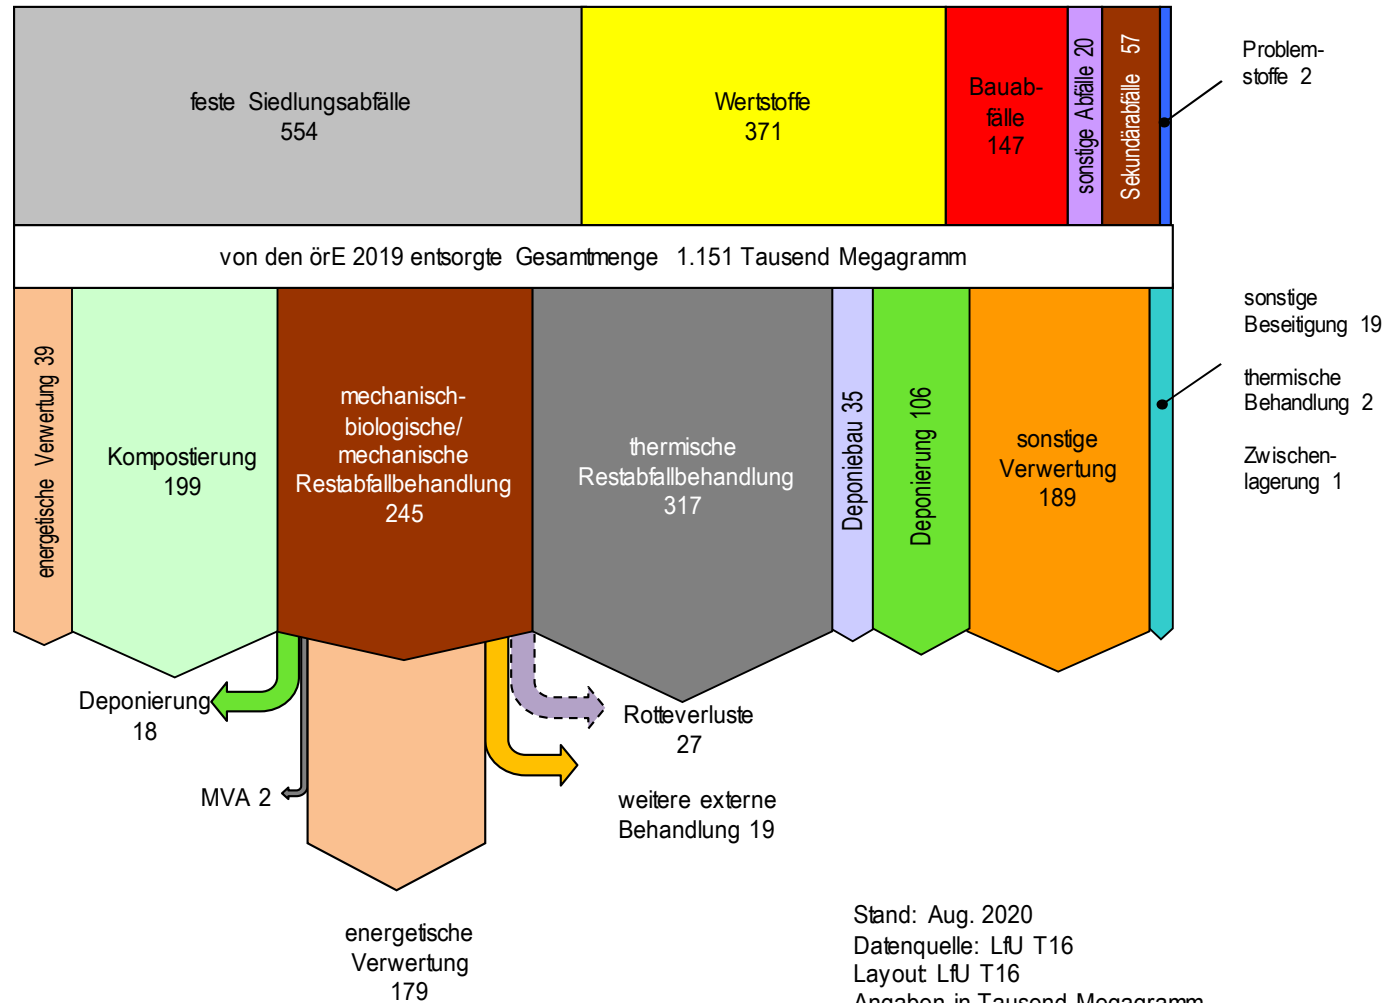 feste Siedlungsabfälle
554
Wertstoffe
371
Bauab-
fälle
147
sonstige Abfälle 20
Sekundärabfälle 57
Problem-
stoffe 2
von den örE 2019 entsorgte Gesamtmenge 1.151 Tausend Megagramm
energetische Verwertung 39
Kompostierung
199
mechanisch-
biologische/
mechanische
Restabfallbehandlung
245
thermische
Restabfallbehandlung
317
Deponiebau 35
Deponierung 106
sonstige
Verwertung
189
sonstige
Beseitigung 19
thermische
Behandlung 2
Zwischen-
lagerung 1
Deponierung
18
MVA 2
Rotteverluste
27
weitere externe
Behandlung 19
energetische
Verwertung
179
Stand: Aug. 2020
Datenquelle: LfU T16
Layout: LfU T16
Angaben in Tausend Megagramm